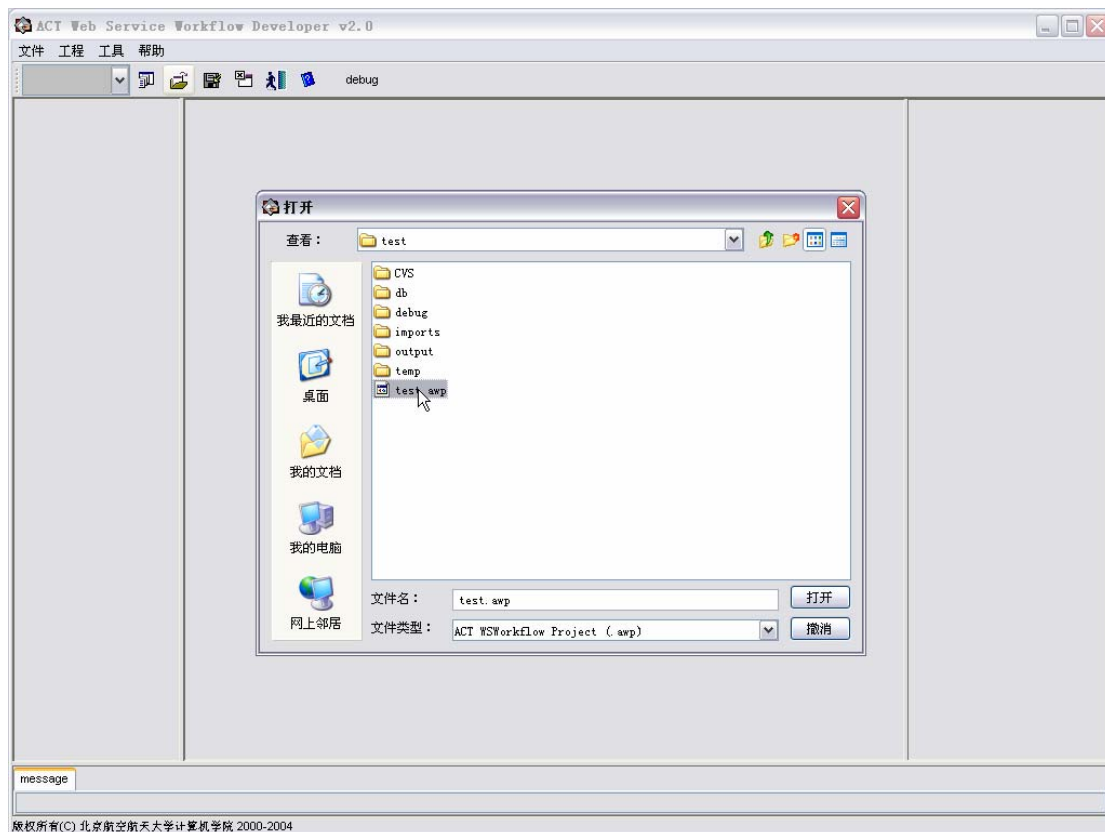 ACT Web Service Workflow Developer v2.0
文件 工程 工具 帮助
debug
打开
查看：
test
CVS
db
debug
imports
output
temp
test.awp
我最近的文档
桌面
我的文档
我的电脑
网上邻居
文件名：
test.awp
打开
文件类型：
ACT WSWorkflow Project (.awp)
撤消
message
版权所有(C) 北京航空航天大学计算机学院 2000-2004